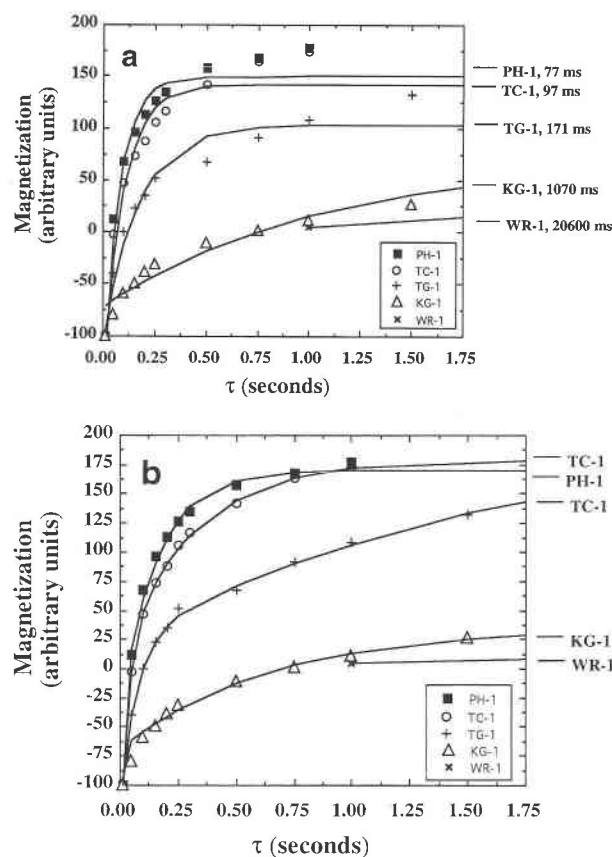 a
200
175
150
100
50
0
-50
-100
Magnetization
(arbitrary units)
PH-1, 77 ms
TC-1, 97 ms
TG-1, 171 ms
KG-1, 1070 ms
WR-1, 20600 ms
PH-1
TC-1
TG-1
KG-1
WR-1
0.00 0.25 0.50 0.75 1.00 1.25 1.50 1.75
τ (seconds)
b
200
175
150
125
100
75
50
25
0
-25
-50
-75
-100
Magnetization
(arbitrary units)
TC-1
PH-1
TC-1
KG-1
WR-1
PH-1
TC-1
TG-1
KG-1
WR-1
0.00 0.25 0.50 0.75 1.00 1.25 1.50 1.75
τ (seconds)